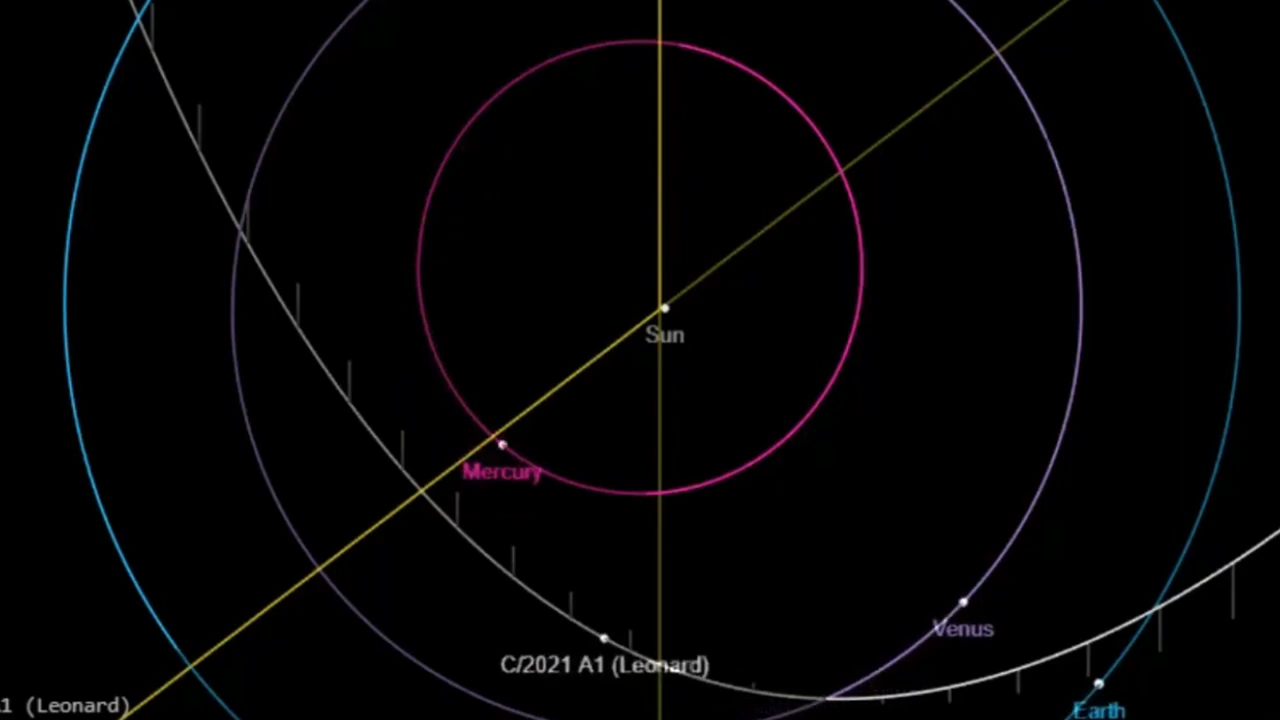 Sun
Mercury
Venus
C/2021 A1 (Leonard)
1 (Leonard)
Earth